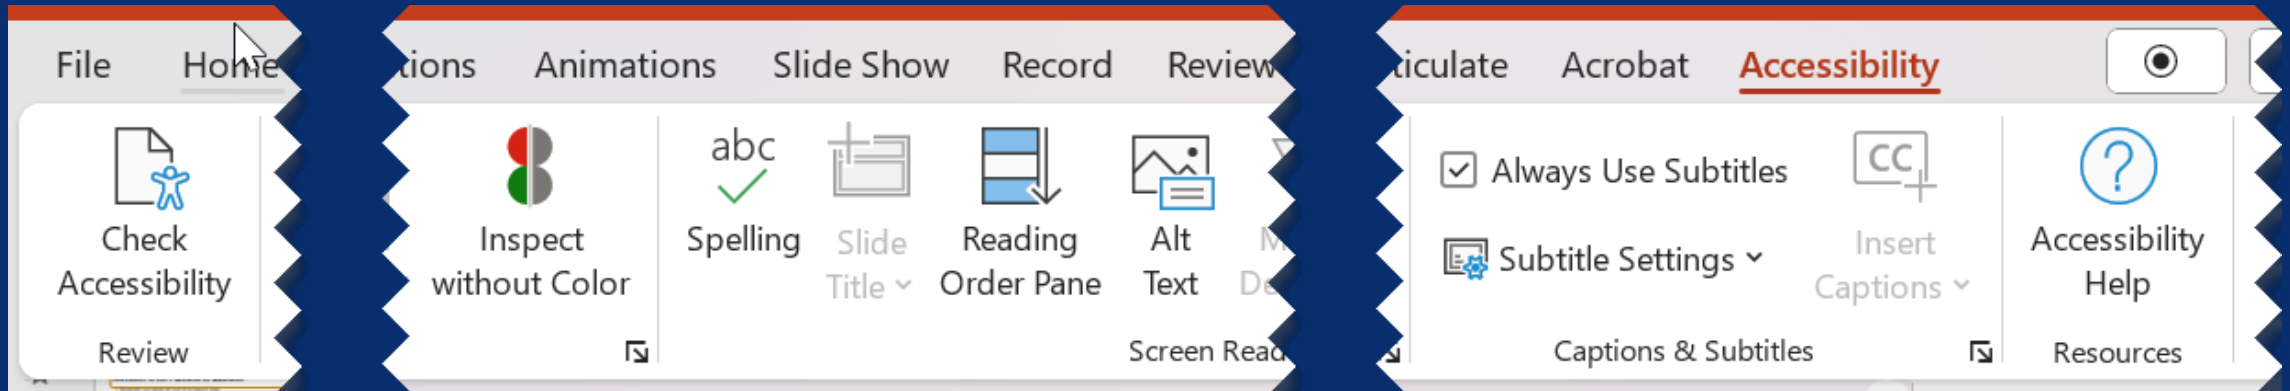 File Home tions Animations Slide Show Record Review ticulate Acrobat Accessibility
Check Accessibility
Review
Inspect without Color
abc
Spelling
Slide Title
Reading Order Pane
Alt Text
M
De
Screen Read
Always Use Subtitles
Subtitle Settings
CC
Insert Captions
Captions & Subtitles
Accessibility Help
Resources